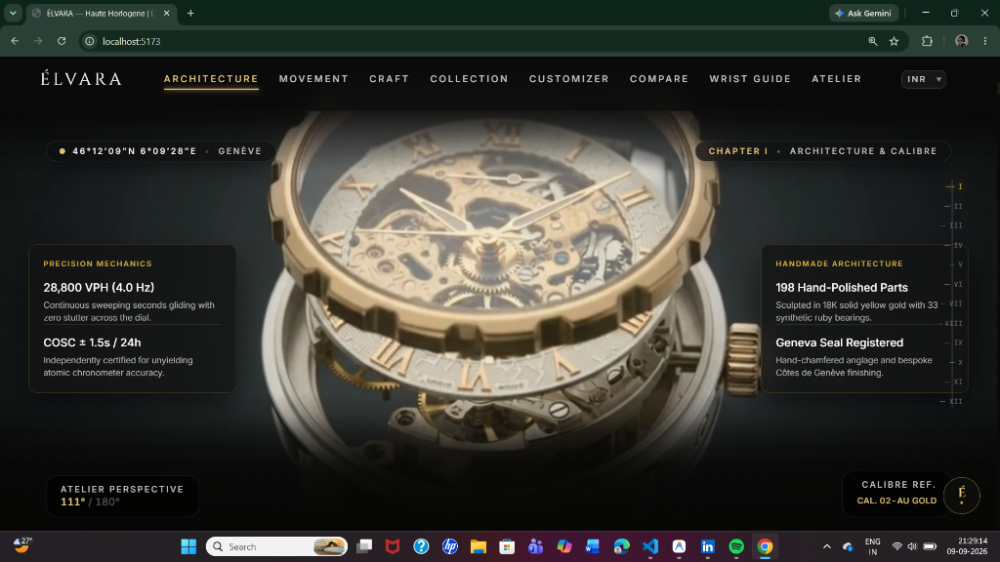 ÉLVARA — Haute Horlogerie |
Ask Gemini
localhost:5173
ÉLVARA
ARCHITECTURE
MOVEMENT
CRAFT
COLLECTION
CUSTOMIZER
COMPARE
WRIST GUIDE
ATELIER
INR
46°12'09"N 6°09'28"E • GENÈVE
CHAPTER I • ARCHITECTURE & CALIBRE
XI
XII
I
X
II
VII
VI
V
PRECISION MECHANICS
28,800 VPH (4.0 Hz)
Continuous sweeping seconds gliding with
zero stutter across the dial.
COSC ± 1.5s / 24h
Independently certified for unyielding
atomic chronometer accuracy.
HANDMADE ARCHITECTURE
198 Hand-Polished Parts
Sculpted in 18K solid yellow gold with 33
synthetic ruby bearings.
Geneva Seal Registered
Hand-chamfered anglage and bespoke
Côtes de Genève finishing.
I
II
III
IV
V
VI
VII
VIII
IX
X
XI
XII
ATELIER PERSPECTIVE
111° / 180°
CALIBRE REF.
CAL. 02-AU GOLD
É
27°
Search
ENG
IN
21:29:14
09-09-2026